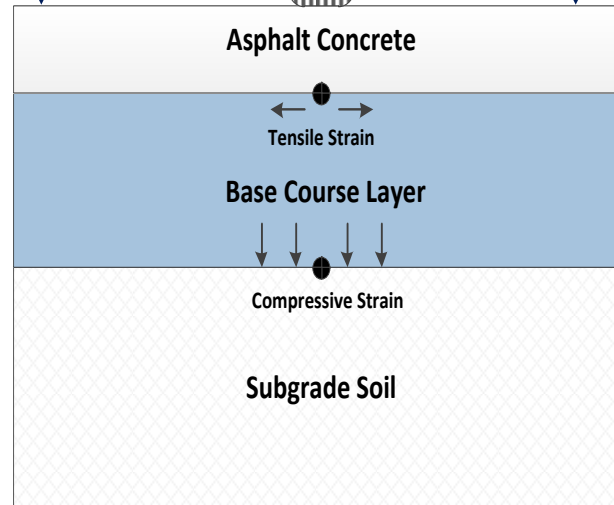 Asphalt Concrete
Tensile Strain
Base Course Layer
Compressive Strain
Subgrade Soil